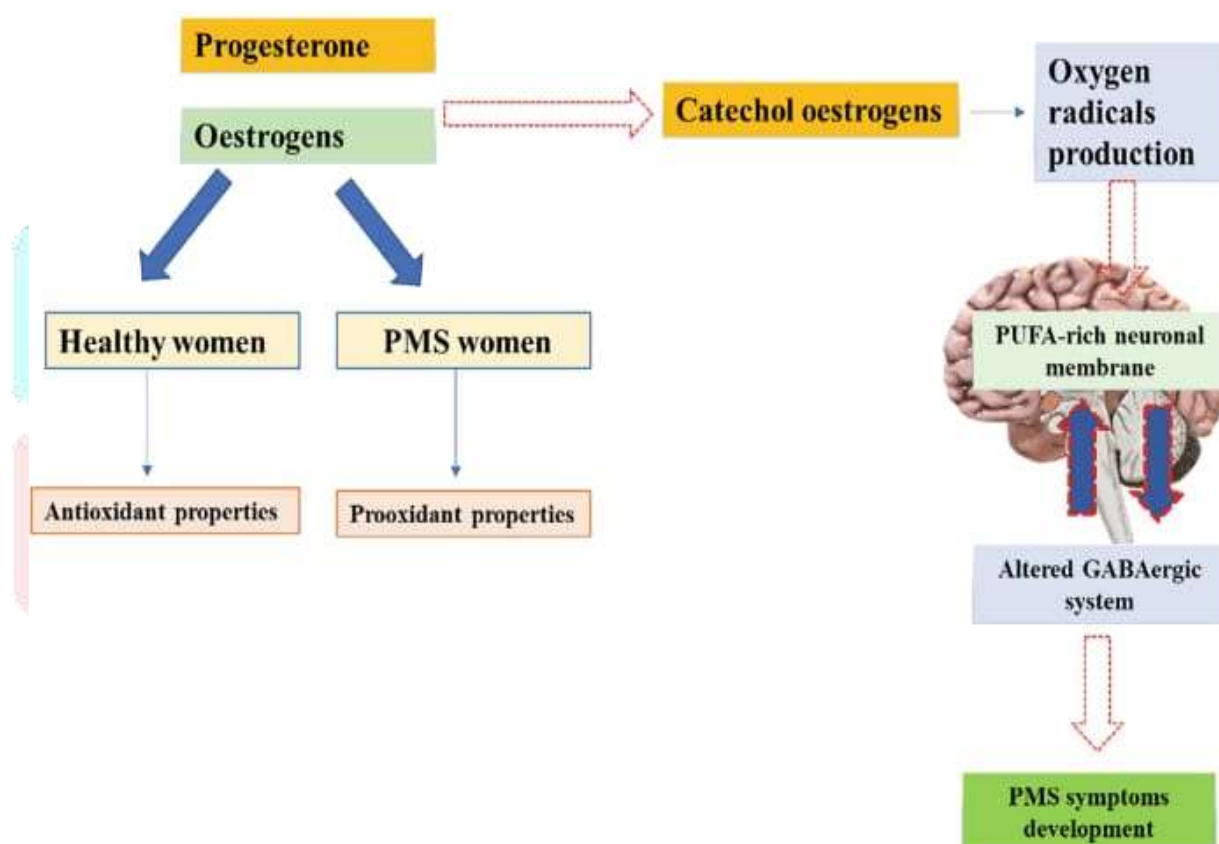 Progesterone
Oestrogens
Catechol oestrogens
Oxygen
radicals
production
Healthy women
PMS women
PUFA-rich neuronal
membrane
Antioxidant properties
Prooxidant properties
Altered GABAergic
system
PMS symptoms
development